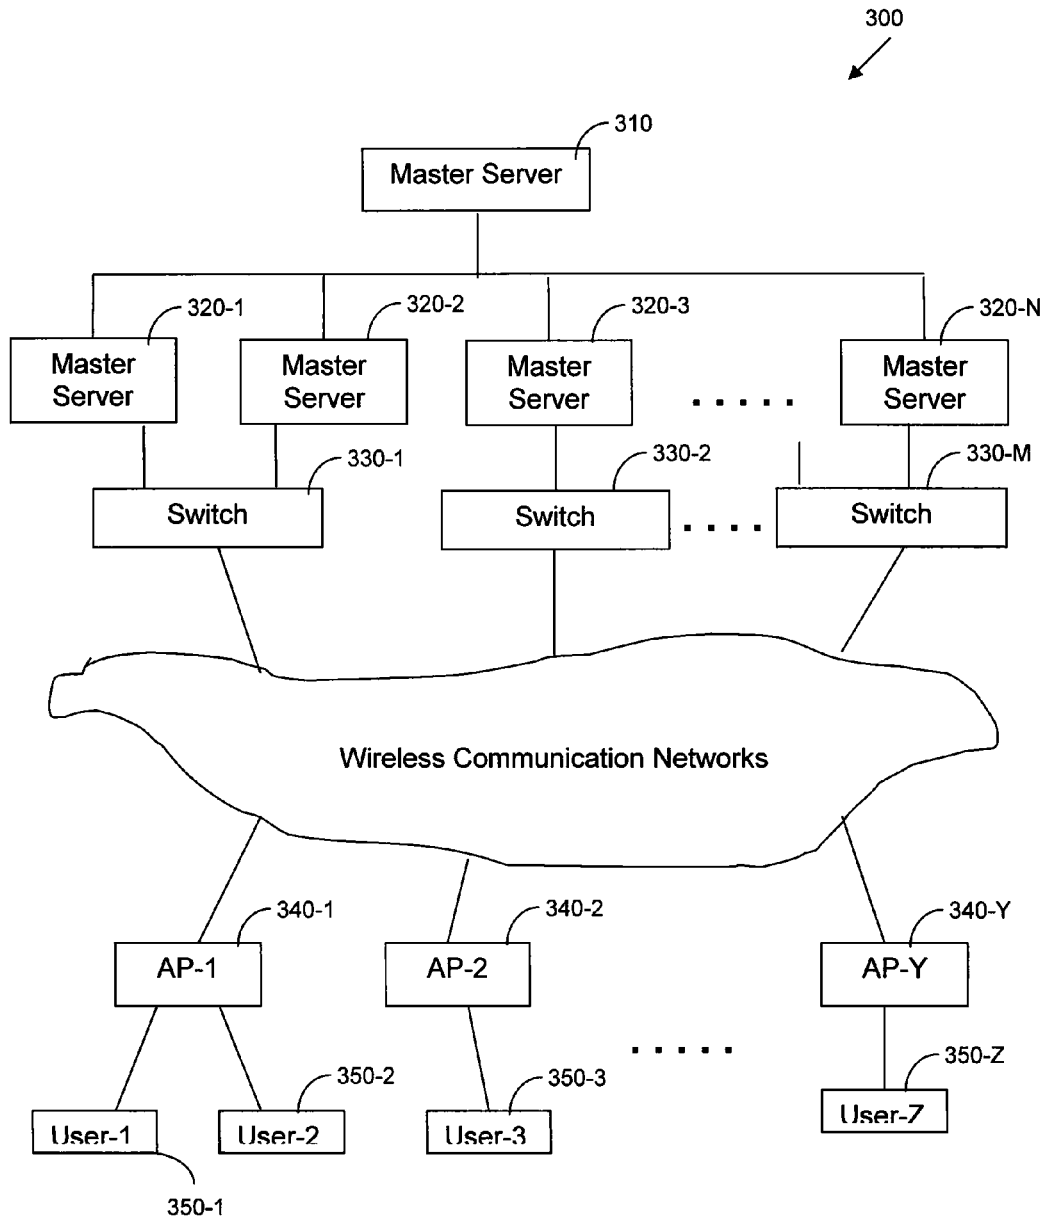 300
310
Master Server
320-1
320-2
320-3
320-N
Master
Server
Master
Server
Master
Server
Master
Server
330-1
330-2
330-M
Switch
Switch
Switch
Wireless Communication Networks
340-1
340-2
340-Y
AP-1
AP-2
AP-Y
350-2
350-3
350-Z
User-1
User-2
User-3
User-Z
350-1